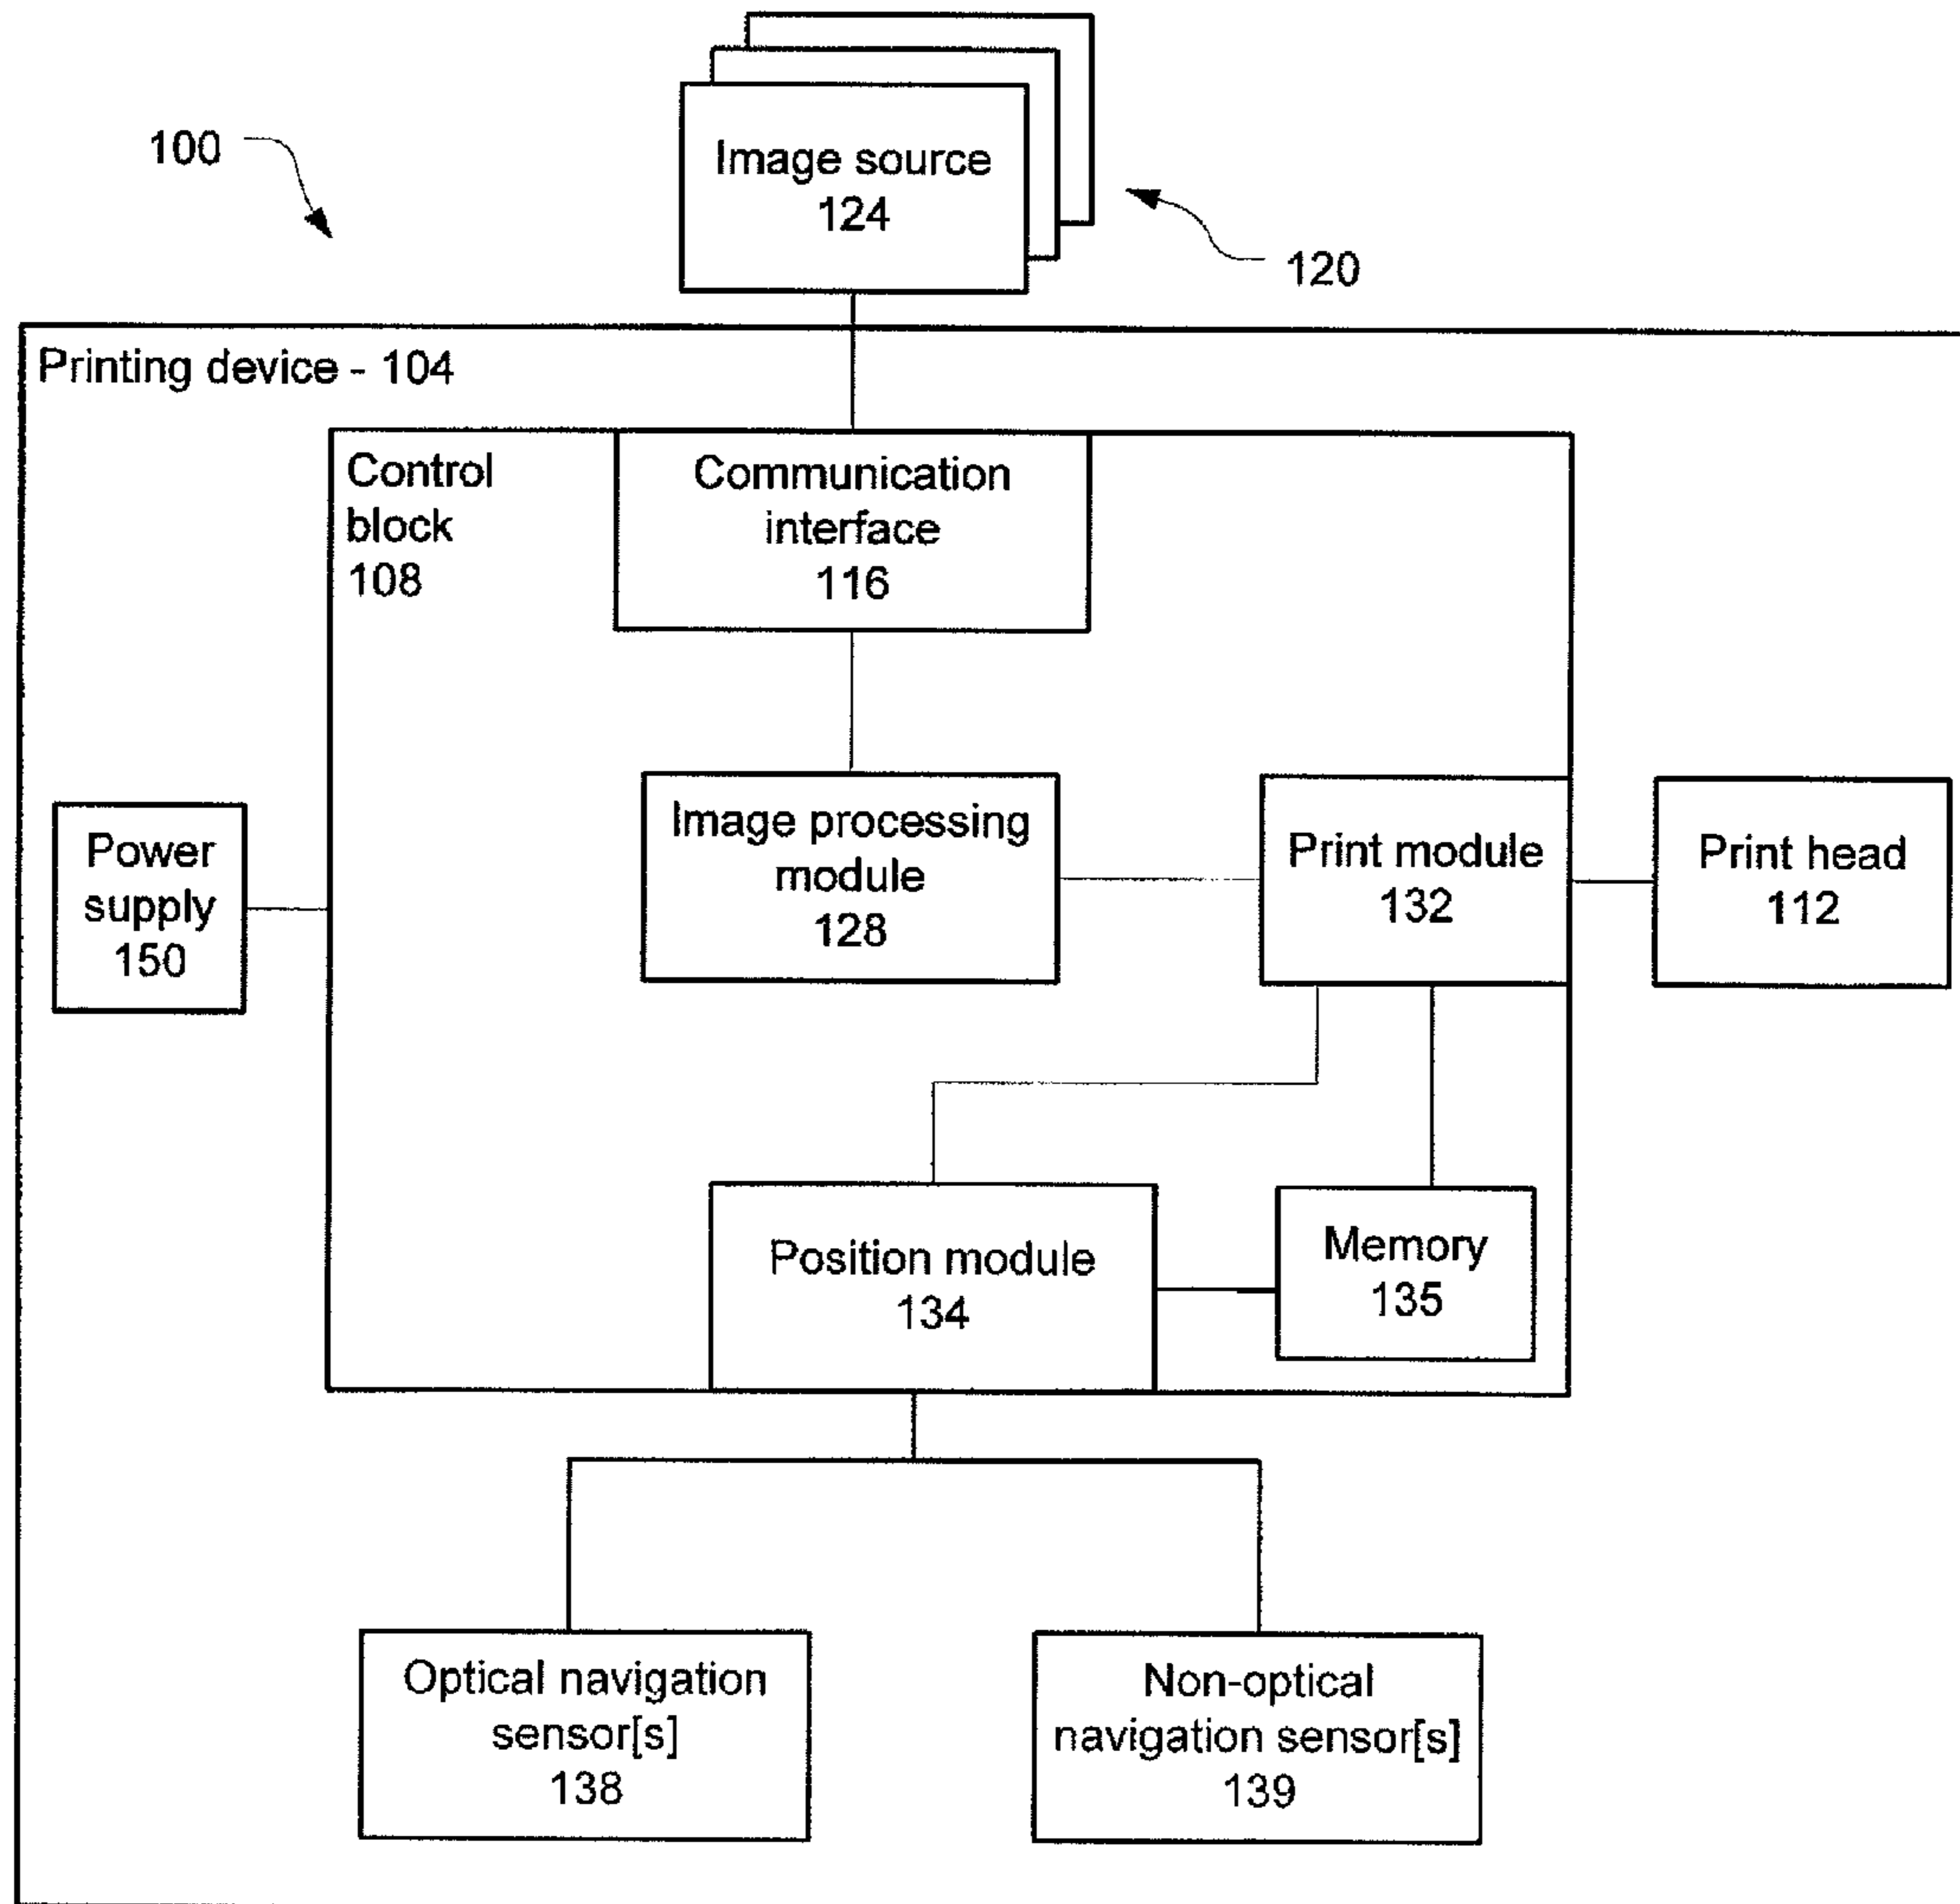 100
Image source
124
120
Printing device - 104
Control
block
108
Communication
interface
116
Power
supply
150
Image processing
module
128
Print module
132
Print head
112
Position module
134
Memory
135
Optical navigation
sensor[s]
138
Non-optical
navigation sensor[s]
139